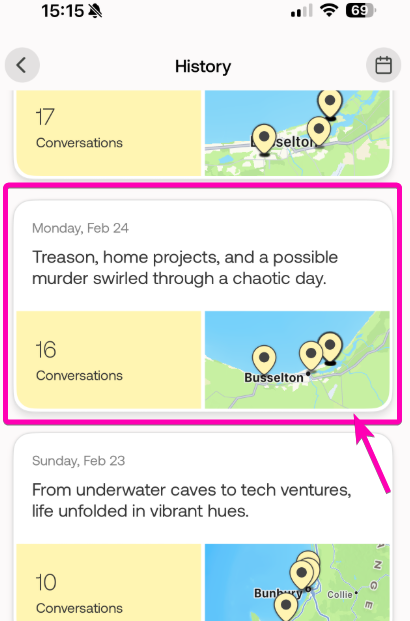 15:15
69
History
17
Conversations
Busselton
Monday, Feb 24
Treason, home projects, and a possible
murder swirled through a chaotic day.
16
Conversations
Busselton
Sunday, Feb 23
From underwater caves to tech ventures,
life unfolded in vibrant hues.
10
Conversations
Bunbury
Collie
A
N
G
E